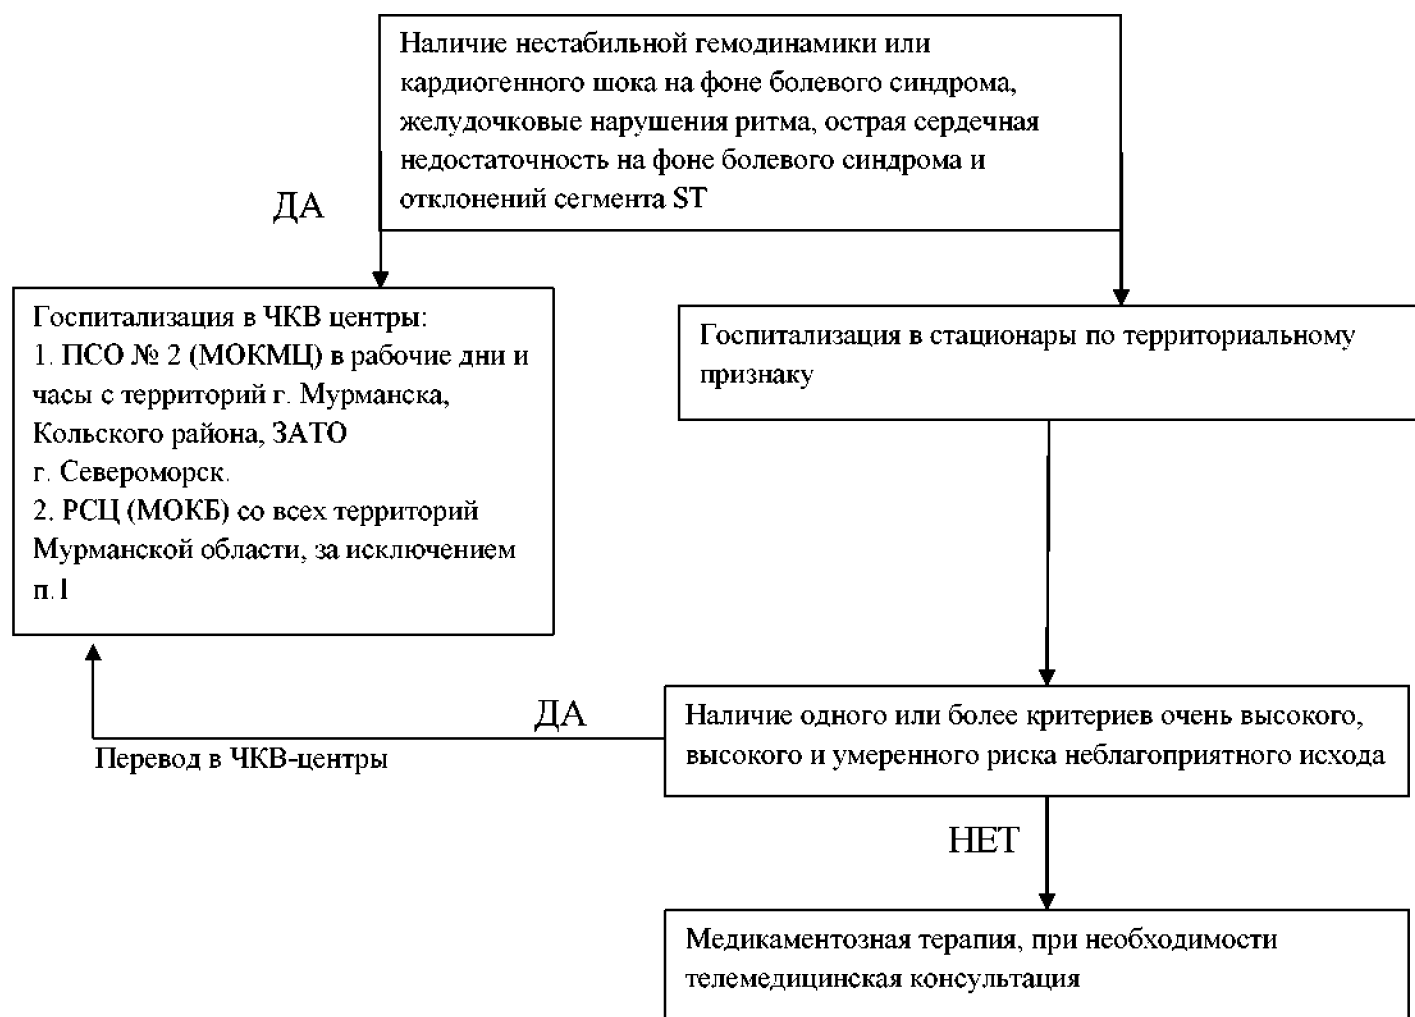 Наличие нестабильной гемодинамики или
кардиогенного шока на фоне болевого синдрома,
желудочковые нарушения ритма, острая сердечная
недостаточность на фоне болевого синдрома и
отклонений сегмента ST
ДА
Госпитализация в ЧКВ центры:
1. ПСО № 2 (МОКМЦ) в рабочие дни и
часы с территорий г. Мурманска,
Кольского района, ЗАТО
г. Североморск.
2. РСЦ (МОКБ) со всех территорий
Мурманской области, за исключением
п.1
Госпитализация в стационары по территориальному
признаку
Наличие одного или более критериев очень высокого,
высокого и умеренного риска неблагоприятного исхода
ДА
Перевод в ЧКВ-центры
НЕТ
Медикаментозная терапия, при необходимости
телемедицинская консультация